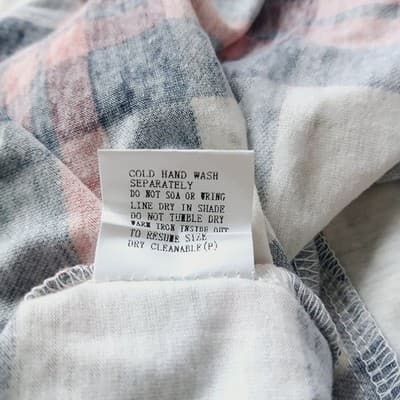 COLD HAND WASH
SEPARATELY
DO NOT SOA OR WRING
LINE DRY IN SHADE
DO NOT TUMBLE DRY
WARM IRON INSIDE OUT
TO RESUME SIZE
DRY CLEANABLE(P)